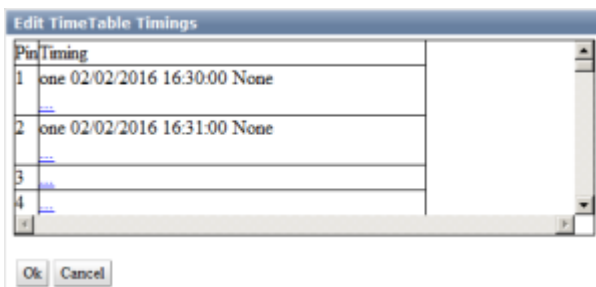 Edit TimeTable Timings
Pin Timing
1 one 02/02/2016 16:30:00 None
...
2 one 02/02/2016 16:31:00 None
...
3 ...
4 ...
Ok Cancel